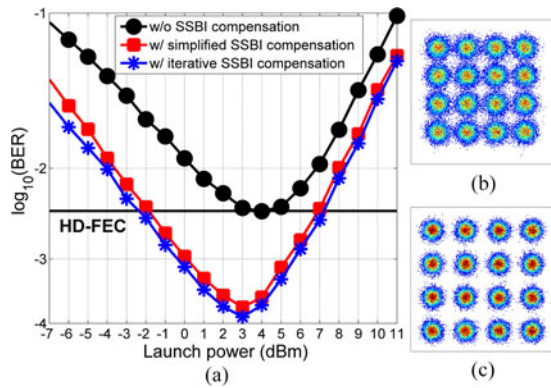 -1
w/o SSBI compensation
w/ simplified SSBI compensation
w/ iterative SSBI compensation
-2
log10(BER)
HD-FEC
-3
-4
-7 -6 -5 -4 -3 -2 -1 0 1 2 3 4 5 6 7 8 9 10 11
Launch power (dBm)
(a)
(b)
(c)